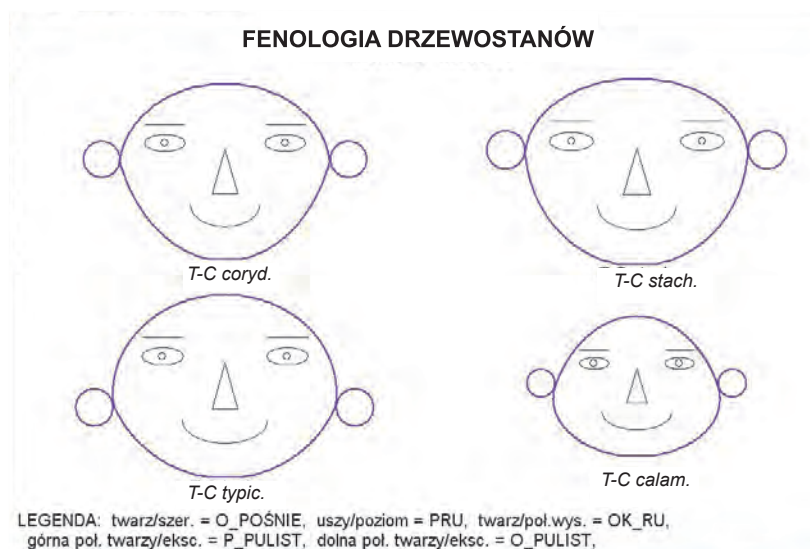 FENOLOGIA DRZEWOSTANÓW
T-C coryd.
T-C stach.
T-C typic.
T-C calam.
LEGENDA: twarz/szer. = O_POŚNIE, uszy/poziom = PRU, twarz/poł.wys. = OK_RU,
górna poł. twarzy/eksc. = P_PULIST, dolna poł. twarzy/eksc. = O_PULIST,